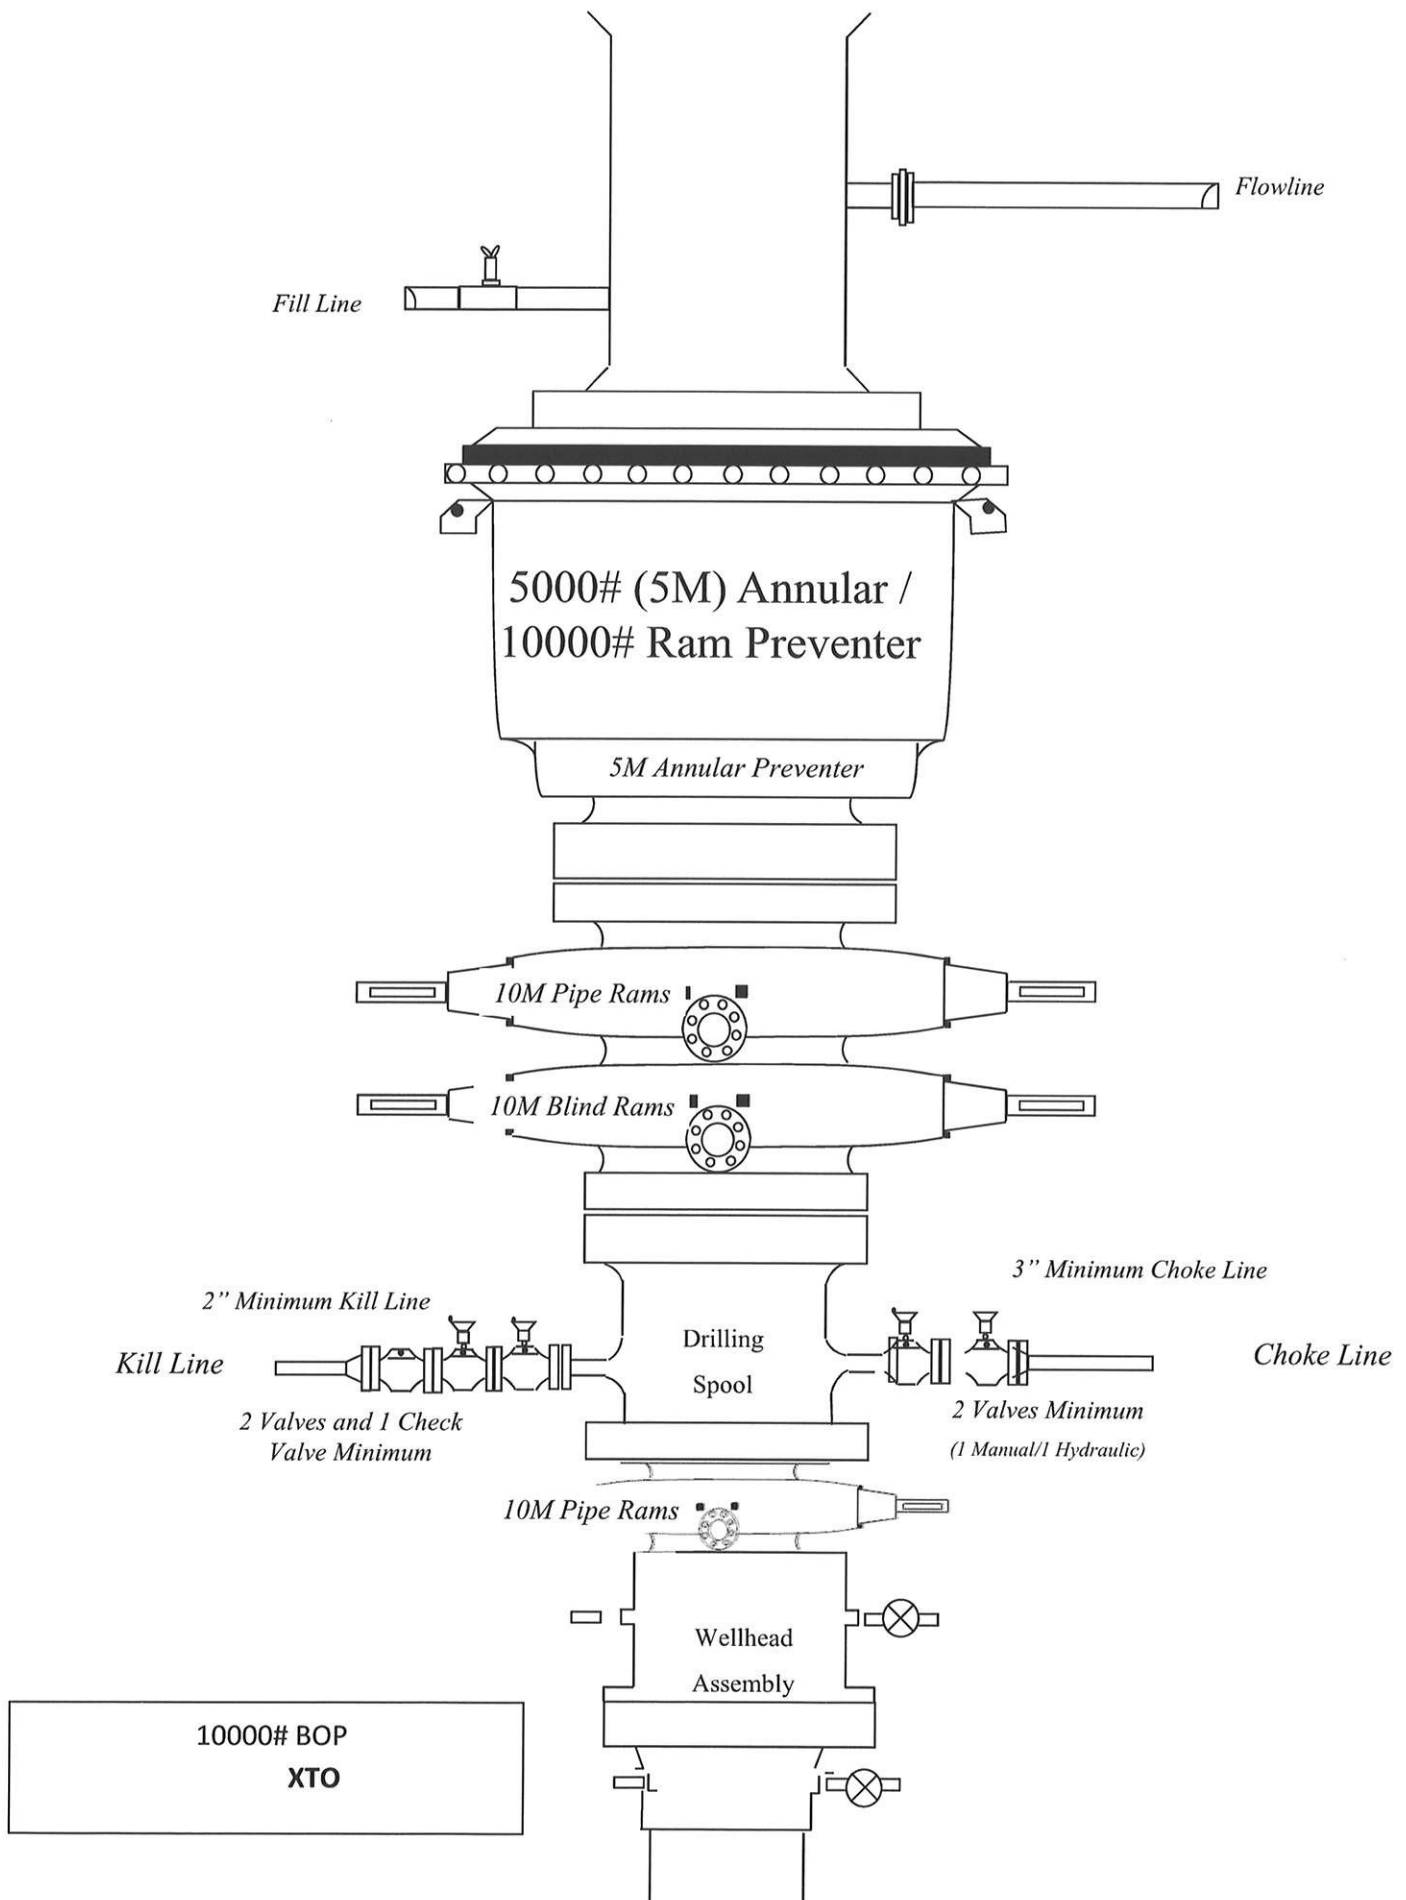 Flowline
Fill Line
5000# (5M) Annular /
10000# Ram Preventer
5M Annular Preventer
10M Pipe Rams
10M Blind Rams
3” Minimum Choke Line
2” Minimum Kill Line
Drilling
Spool
Kill Line
Choke Line
2 Valves and 1 Check
Valve Minimum
2 Valves Minimum
(1 Manual/1 Hydraulic)
10M Pipe Rams
Wellhead
Assembly
10000# BOP
XTO